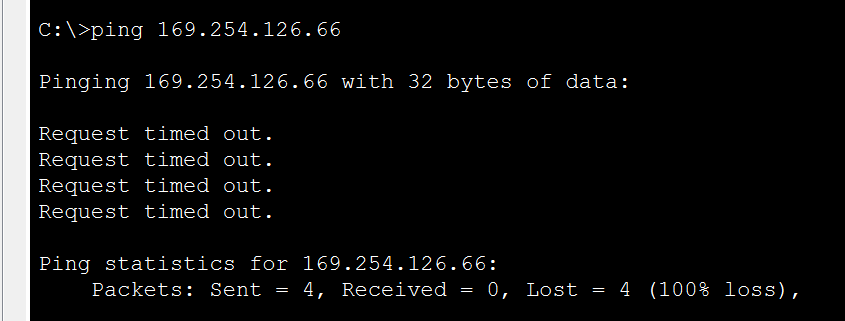 C:\>ping 169.254.126.66
Pinging 169.254.126.66 with 32 bytes of data:
Request timed out.
Request timed out.
Request timed out.
Request timed out.
Ping statistics for 169.254.126.66:
Packets: Sent = 4, Received = 0, Lost = 4 (100% loss),